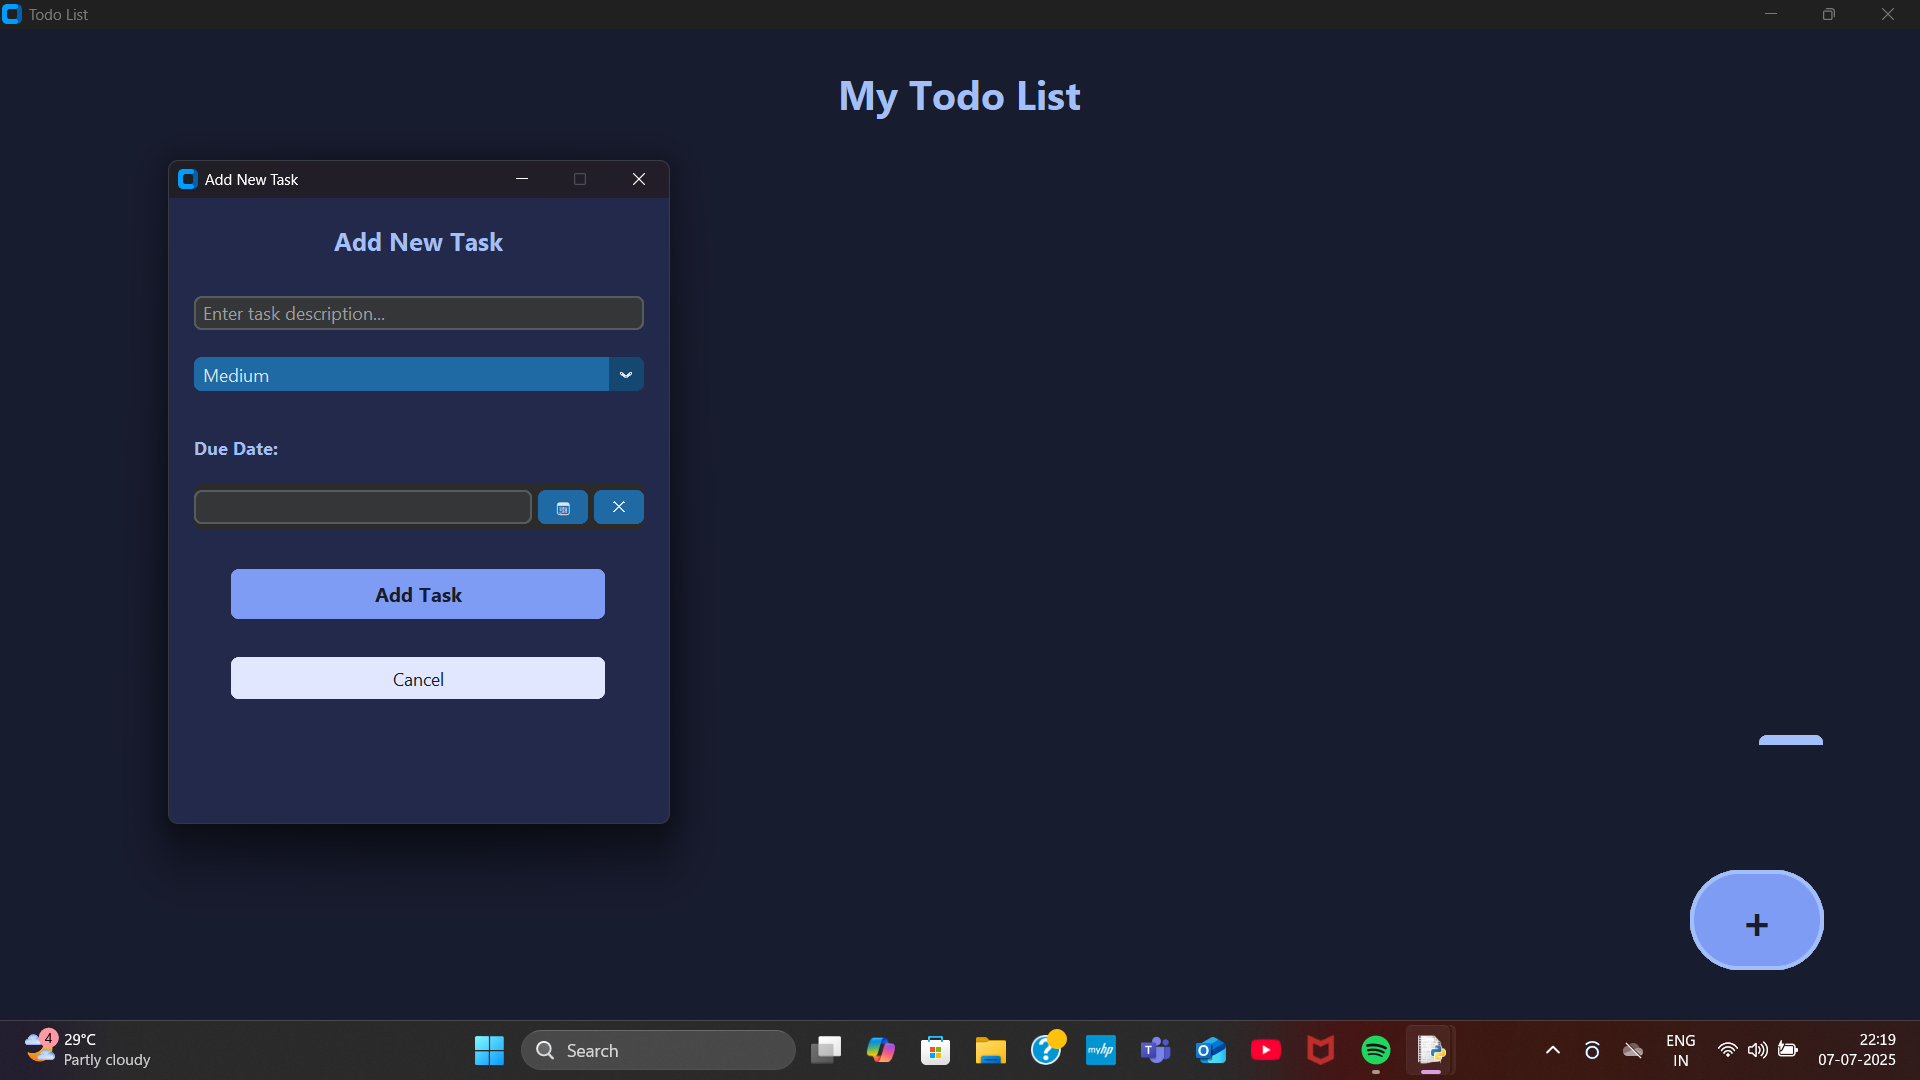 Todo List
My Todo List
Add New Task
Add New Task
Enter task description...
Medium
Due Date:
Add Task
Cancel
+
4
29°C
Partly cloudy
Search
myhp
ENG
IN
22:19
07-07-2025